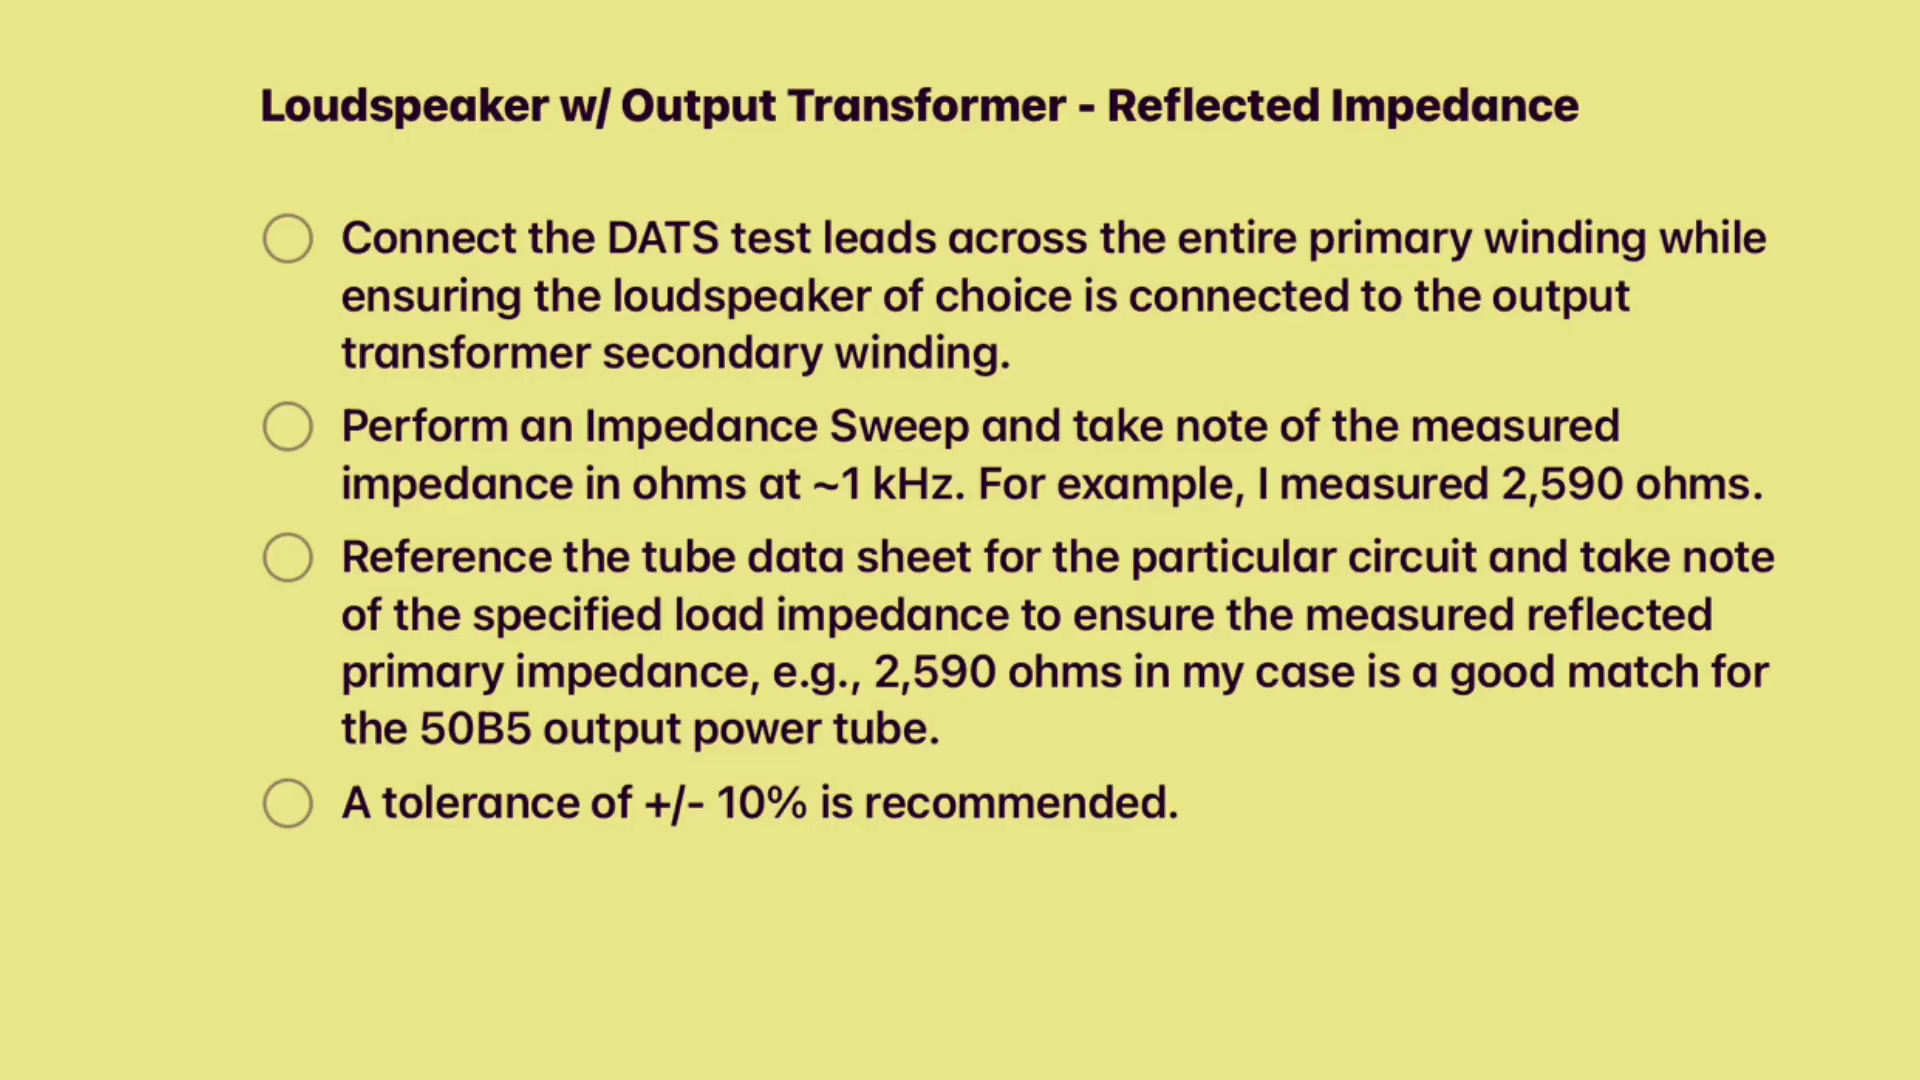 Loudspeaker w/ Output Transformer - Reflected Impedance
Connect the DATS test leads across the entire primary winding while
ensuring the loudspeaker of choice is connected to the output
transformer secondary winding.
Perform an Impedance Sweep and take note of the measured
impedance in ohms at ~1 kHz. For example, I measured 2,590 ohms.
Reference the tube data sheet for the particular circuit and take note
of the specified load impedance to ensure the measured reflected
primary impedance, e.g., 2,590 ohms in my case is a good match for
the 50B5 output power tube.
A tolerance of +/- 10% is recommended.